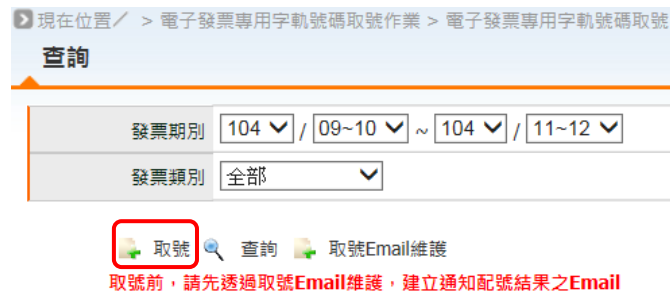 現在位置／ > 電子發票專用字軌號碼取號作業 > 電子發票專用字軌號碼取號
查詢
發票期別 104 / 09~10 ~ 104 / 11~12
發票類別 全部
取號 查詢 取號Email維護
取號前，請先透過取號Email維護，建立通知配號結果之Email